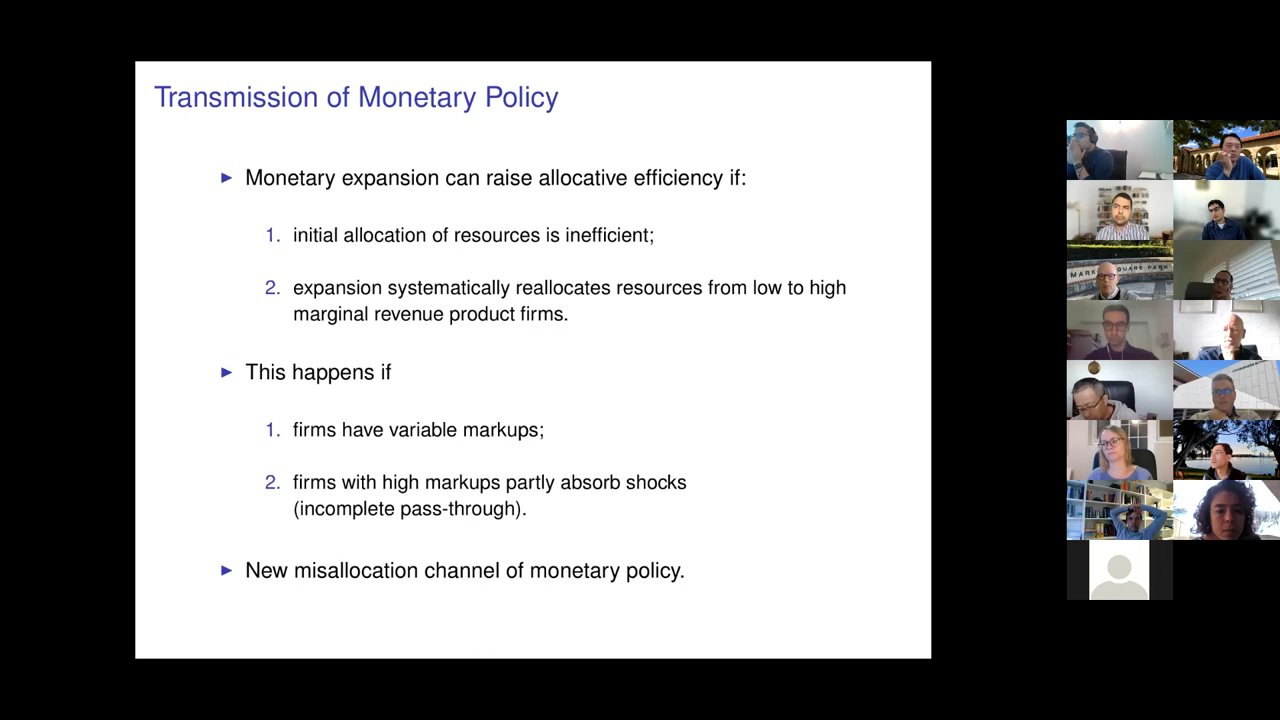 Transmission of Monetary Policy
▶ Monetary expansion can raise allocative efficiency if:
1. initial allocation of resources is inefficient;
2. expansion systematically reallocates resources from low to high
marginal revenue product firms.
▶ This happens if
1. firms have variable markups;
2. firms with high markups partly absorb shocks
(incomplete pass-through).
▶ New misallocation channel of monetary policy.
SQUARE PARK